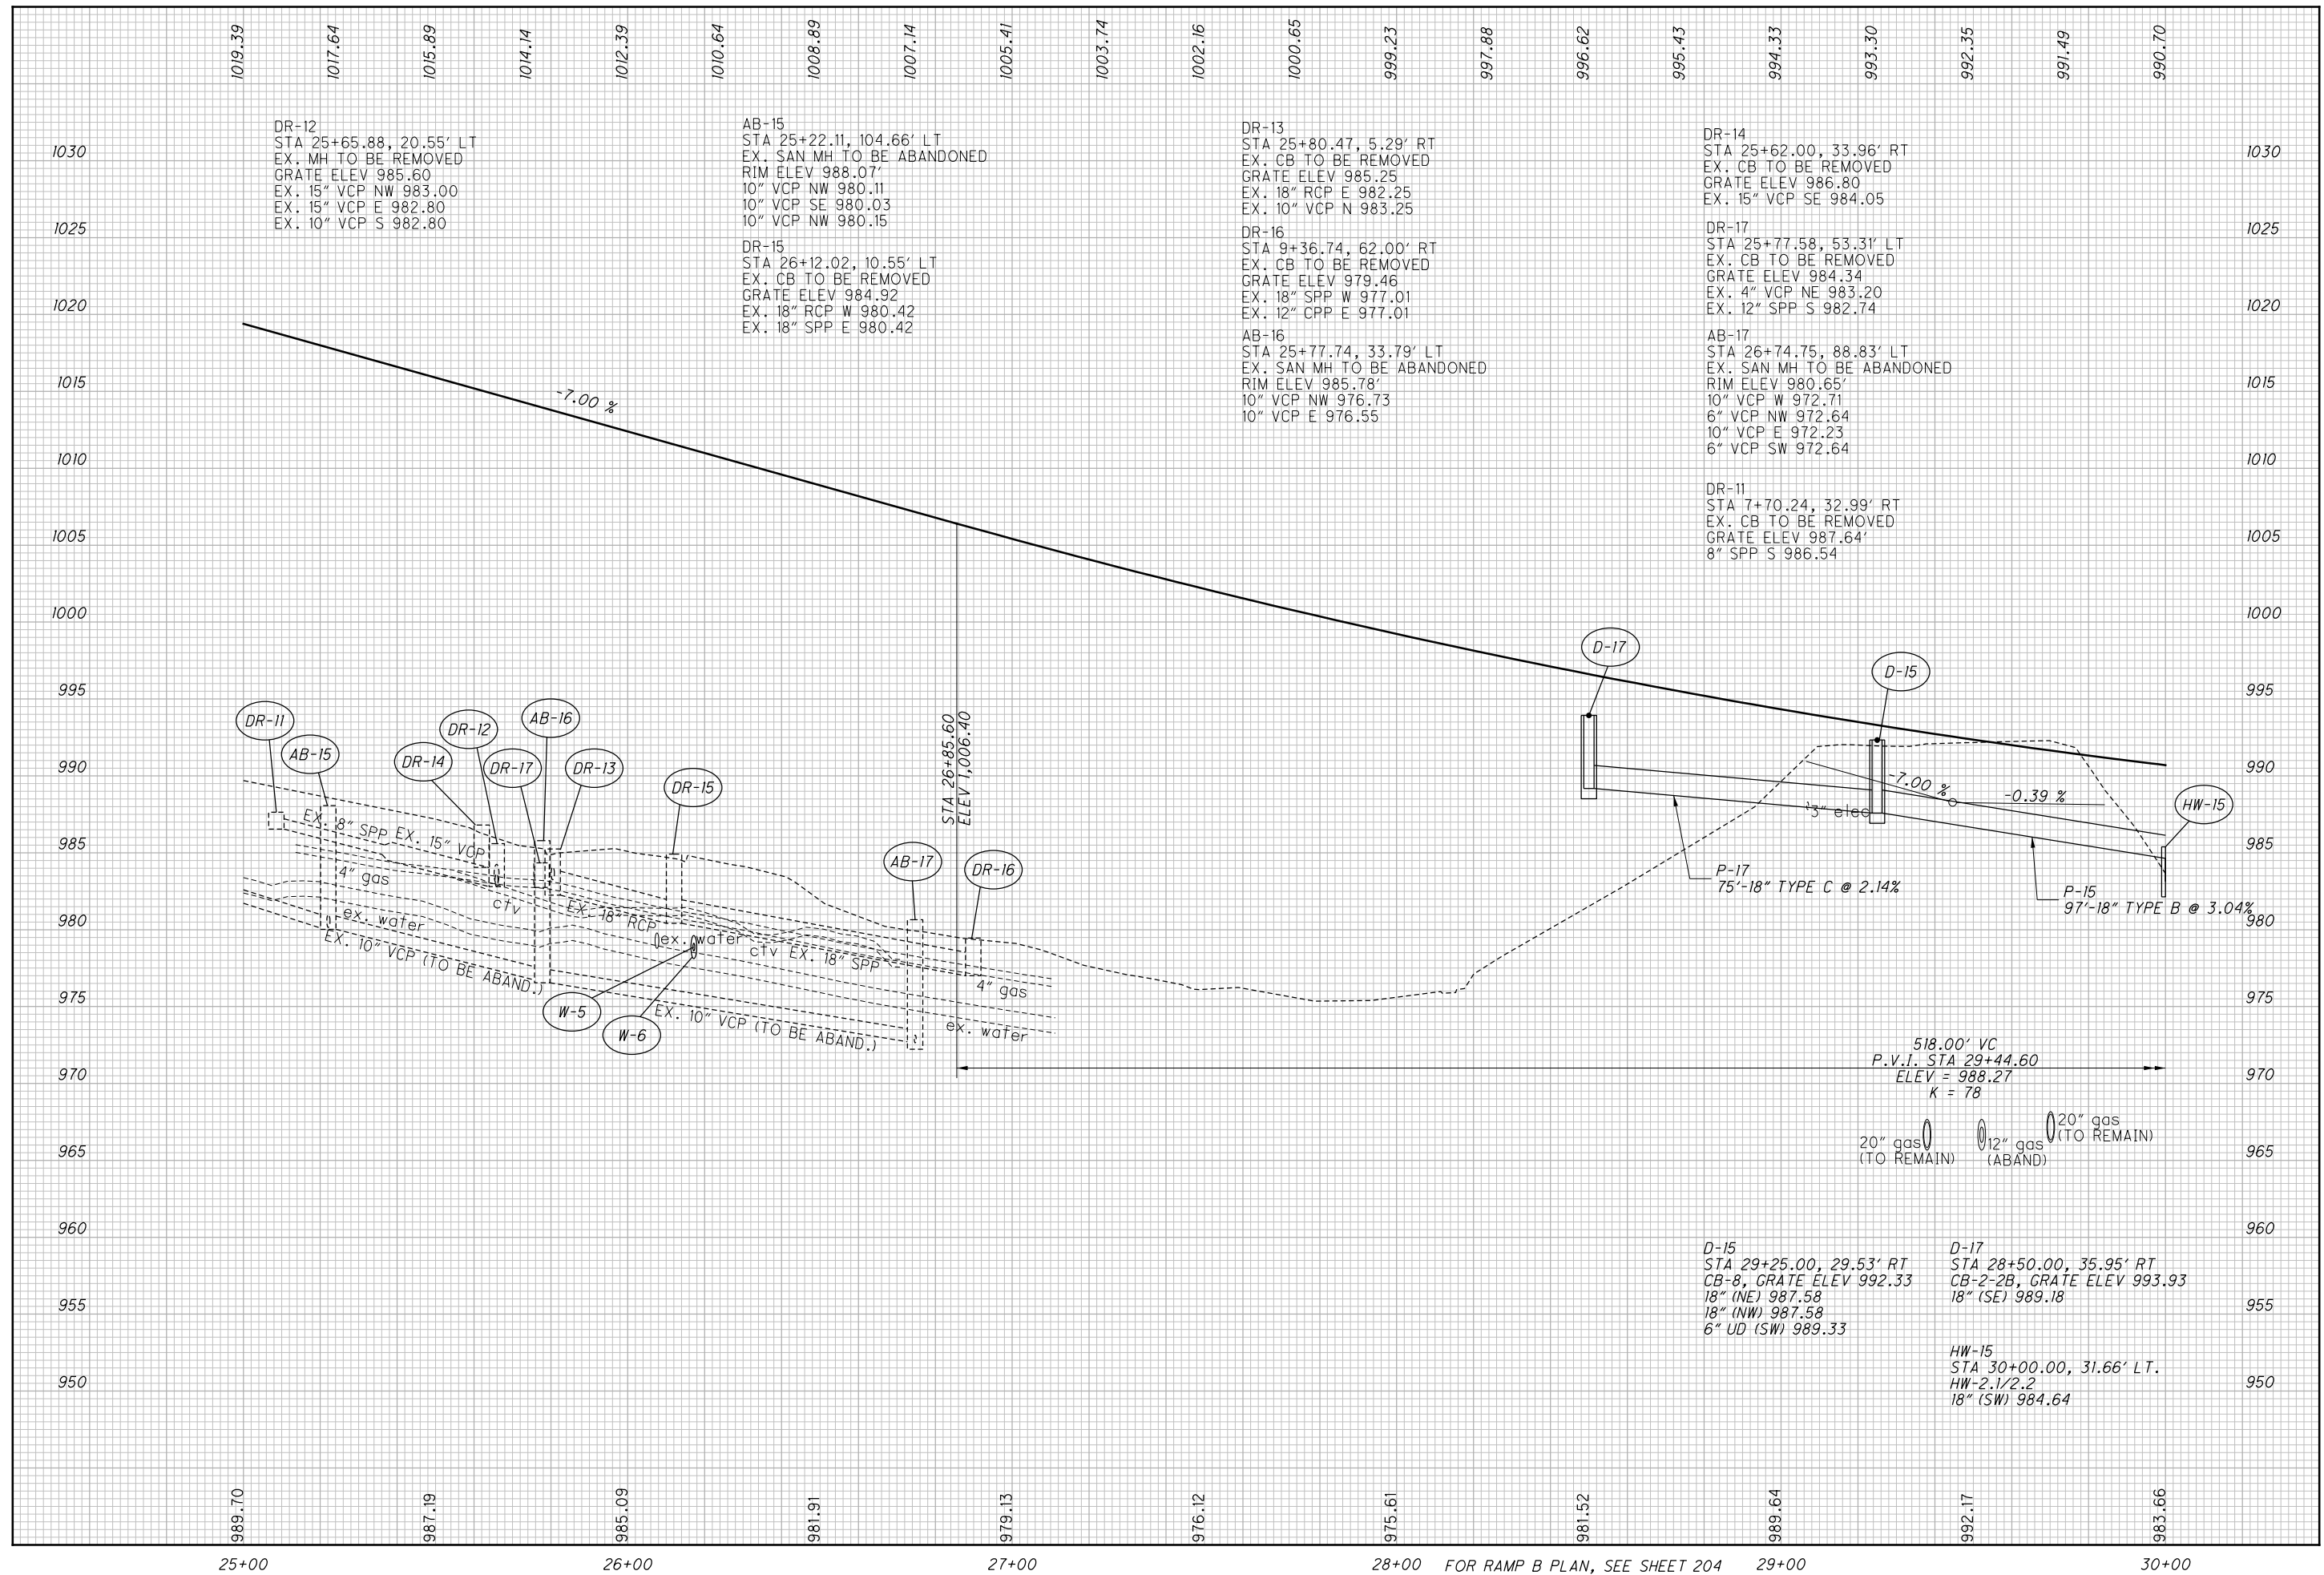 1019.39 1017.64 1015.89 1014.14 1012.39 1010.64 1008.89 1007.14 1005.41 1003.74 1002.16 1000.65 999.23 997.88 996.62 995.43 994.33 993.30 992.35 991.49 990.70
DR-12
STA 25+65.88, 20.55' LT
EX. MH TO BE REMOVED
GRATE ELEV 985.60
EX. 15" VCP NW 983.00
EX. 15" VCP E 982.80
EX. 10" VCP S 982.80
AB-15
STA 25+22.11, 104.66' LT
EX. SAN MH TO BE ABANDONED
RIM ELEV 988.07'
10" VCP NW 980.11
10" VCP SE 980.03
10" VCP NW 980.15
DR-15
STA 26+12.02, 10.55' LT
EX. CB TO BE REMOVED
GRATE ELEV 984.92
EX. 18" RCP W 980.42
EX. 18" SPP E 980.42
DR-13
STA 25+80.47, 5.29' RT
EX. CB TO BE REMOVED
GRATE ELEV 985.25
EX. 18" RCP E 982.25
EX. 10" VCP N 983.25
DR-16
STA 9+36.74, 62.00' RT
EX. CB TO BE REMOVED
GRATE ELEV 979.46
EX. 18" SPP W 977.01
EX. 12" CPP E 977.01
AB-16
STA 25+77.74, 33.79' LT
EX. SAN MH TO BE ABANDONED
RIM ELEV 985.78'
10" VCP NW 976.73
10" VCP E 976.55
DR-14
STA 25+62.00, 33.96' RT
EX. CB TO BE REMOVED
GRATE ELEV 986.80
EX. 15" VCP SE 984.05
DR-17
STA 25+77.58, 53.31' LT
EX. CB TO BE REMOVED
GRATE ELEV 984.34
EX. 4" VCP NE 983.20
EX. 12" SPP S 982.74
AB-17
STA 26+74.75, 88.83' LT
EX. SAN MH TO BE ABANDONED
RIM ELEV 980.65'
10" VCP W 972.71
6" VCP NW 972.64
10" VCP E 972.23
6" VCP SW 972.64
DR-11
STA 7+70.24, 32.99' RT
EX. CB TO BE REMOVED
GRATE ELEV 987.64'
8" SPP S 986.54
1030
1025
1020
1015
1010
1005
1000
995
990
985
980
975
970
965
960
955
950
1030
1025
1020
1015
1010
1005
1000
995
990
985
980
975
970
965
960
955
950
-7.00 %
STA 26+85.60
ELEV 1,006.40
DR-11
AB-15
DR-14
DR-12
DR-17
AB-16
DR-13
DR-15
AB-17
DR-16
W-5
W-6
D-17
D-15
HW-15
EX. 8" SPP
EX. 15" VCP
4" gas
ctv
ex. water
EX. 10" VCP (TO BE ABAND.)
EX. 18" RCP
ex. water
ctv
EX. 18" SPP
4" gas
EX. 10" VCP (TO BE ABAND.)
ex. water
-7.00 %
-0.39 %
3" elec
P-17
75'-18" TYPE C @ 2.14%
P-15
97'-18" TYPE B @ 3.04%
518.00' VC
P.V.I. STA 29+44.60
ELEV = 988.27
K = 78
20" gas
(TO REMAIN)
12" gas
(ABAND)
20" gas
(TO REMAIN)
D-15
STA 29+25.00, 29.53' RT
CB-8, GRATE ELEV 992.33
18" (NE) 987.58
18" (NW) 987.58
6" UD (SW) 989.33
D-17
STA 28+50.00, 35.95' RT
CB-2-2B, GRATE ELEV 993.93
18" (SE) 989.18
HW-15
STA 30+00.00, 31.66' LT.
HW-2.1/2.2
18" (SW) 984.64
989.70 987.19 985.09 981.91 979.13 976.12 975.61 981.52 989.64 992.17 983.66
25+00 26+00 27+00 28+00 FOR RAMP B PLAN, SEE SHEET 204 29+00 30+00